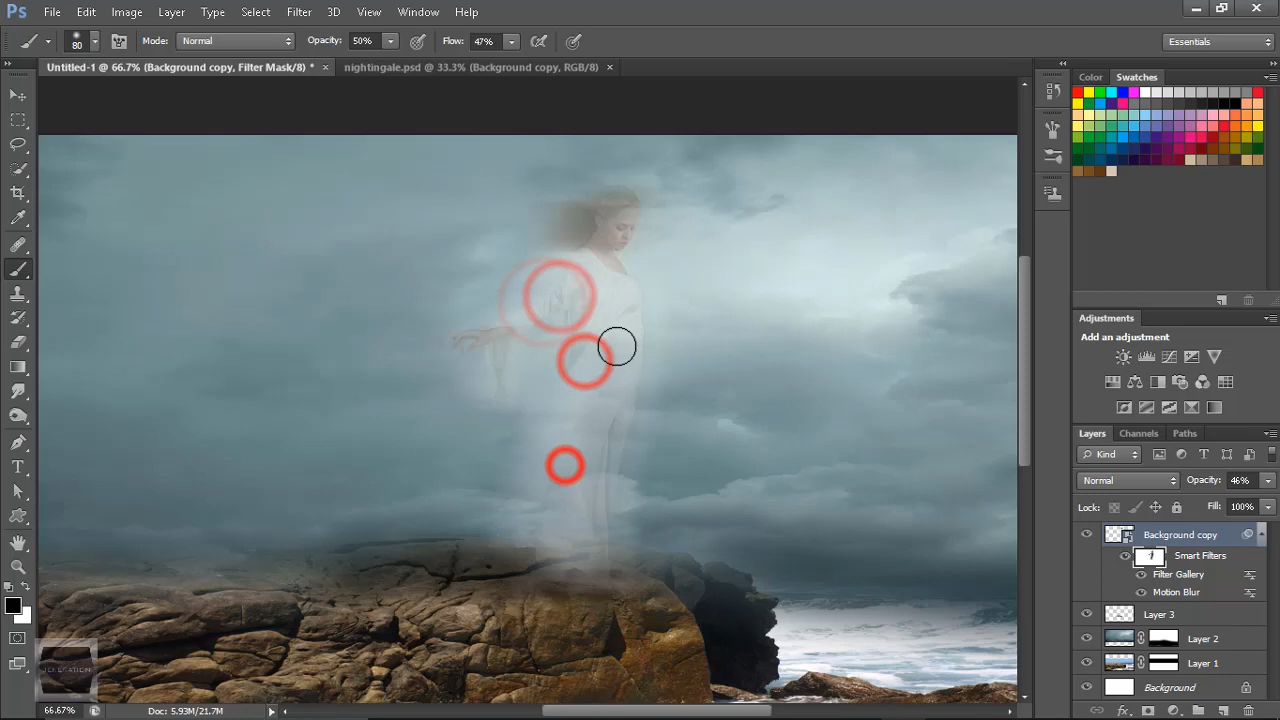 Ps File Edit Image Layer Type Select Filter 3D View Window Help
80 Mode: Normal Opacity: 50% Flow: 47% Essentials
Untitled-1 @ 66.7% (Background copy, Filter Mask/8) * × nightingale.psd @ 33.3% (Background copy, RGB/8) ×
Color Swatches
Adjustments
Add an adjustment
Layers Channels Paths
Kind T
Normal Opacity: 46%
Lock: Fill: 100%
Background copy
Smart Filters
Filter Gallery
Motion Blur
Layer 3
Layer 2
Layer 1
Background
66.67% Doc: 5.93M/21.7M